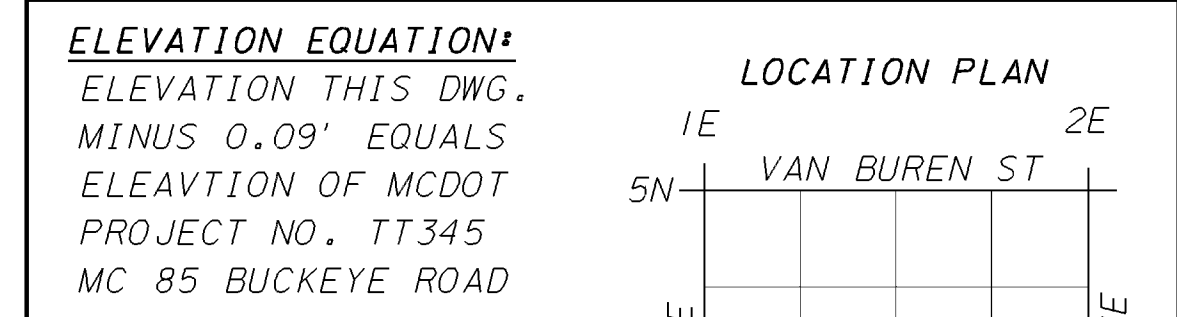 ELEVATION EQUATION:
ELEVATION THIS DWG.
MINUS 0.09' EQUALS
ELEAVTION OF MCDOT
PROJECT NO. TT345
MC 85 BUCKEYE ROAD
LOCATION PLAN
1E 2E
VAN BUREN ST
5N
E
E